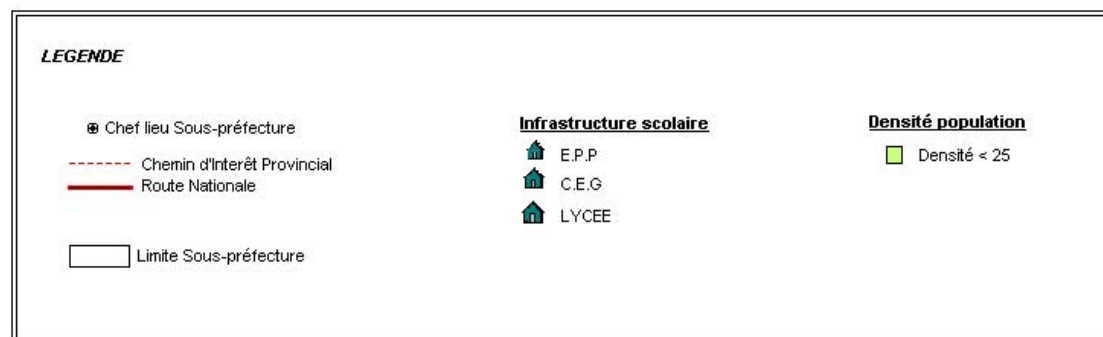 LEGENDE
Chef lieu Sous-préfecture
Chemin d'Interêt Provincial
Route Nationale
Limite Sous-préfecture
Infrastructure scolaire
E.P.P
C.E.G
LYCEE
Densité population
Densité < 25